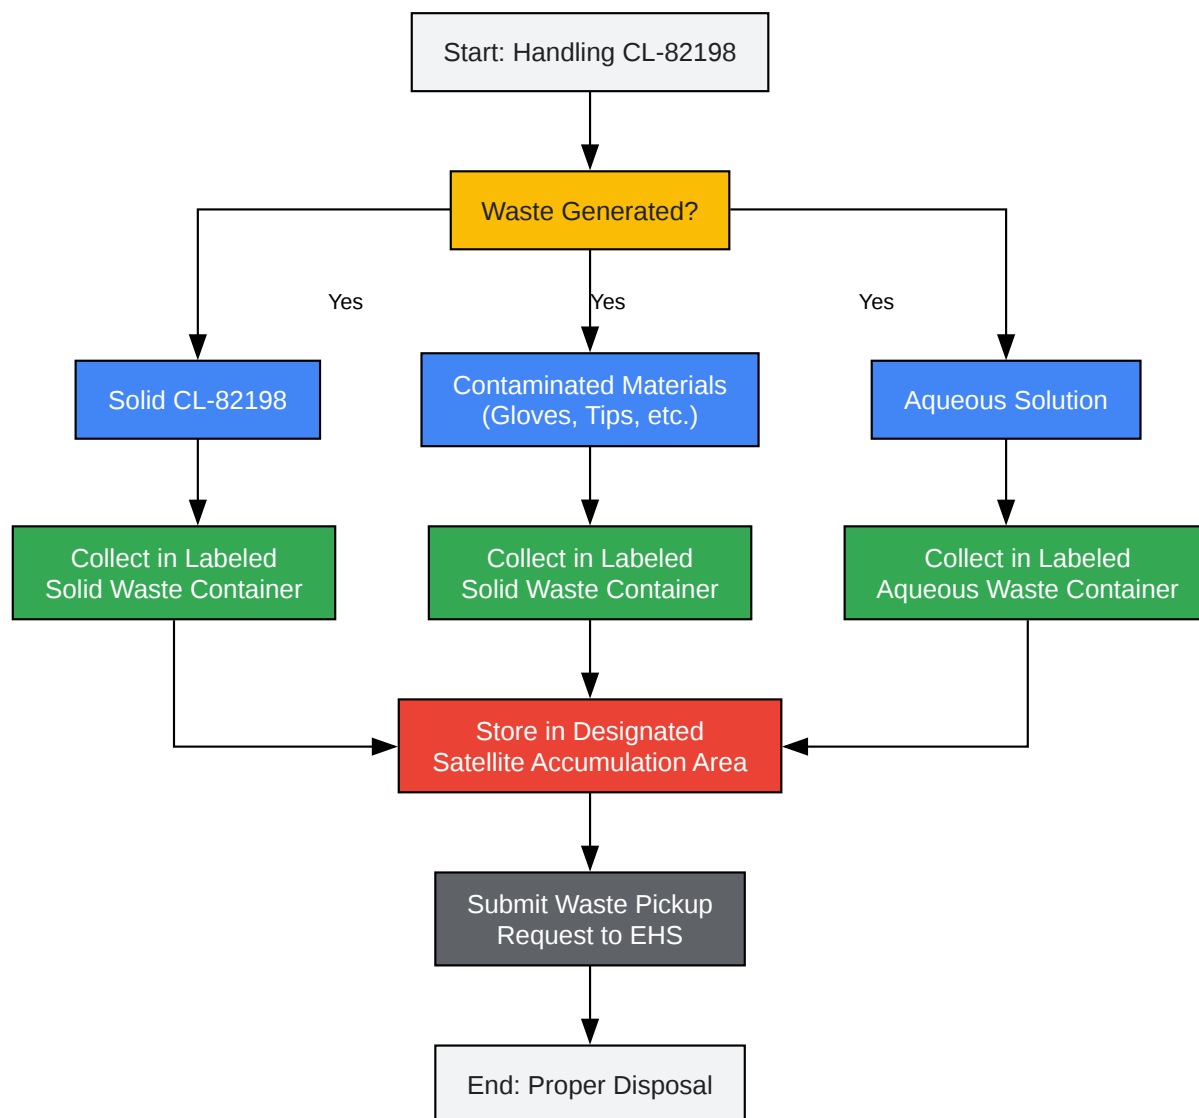 Start: Handling CL-82198
Waste Generated?
Yes
Yes
Yes
Solid CL-82198
Contaminated Materials
(Gloves, Tips, etc.)
Aqueous Solution
Collect in Labeled
Solid Waste Container
Collect in Labeled
Solid Waste Container
Collect in Labeled
Aqueous Waste Container
Store in Designated
Satellite Accumulation Area
Submit Waste Pickup
Request to EHS
End: Proper Disposal